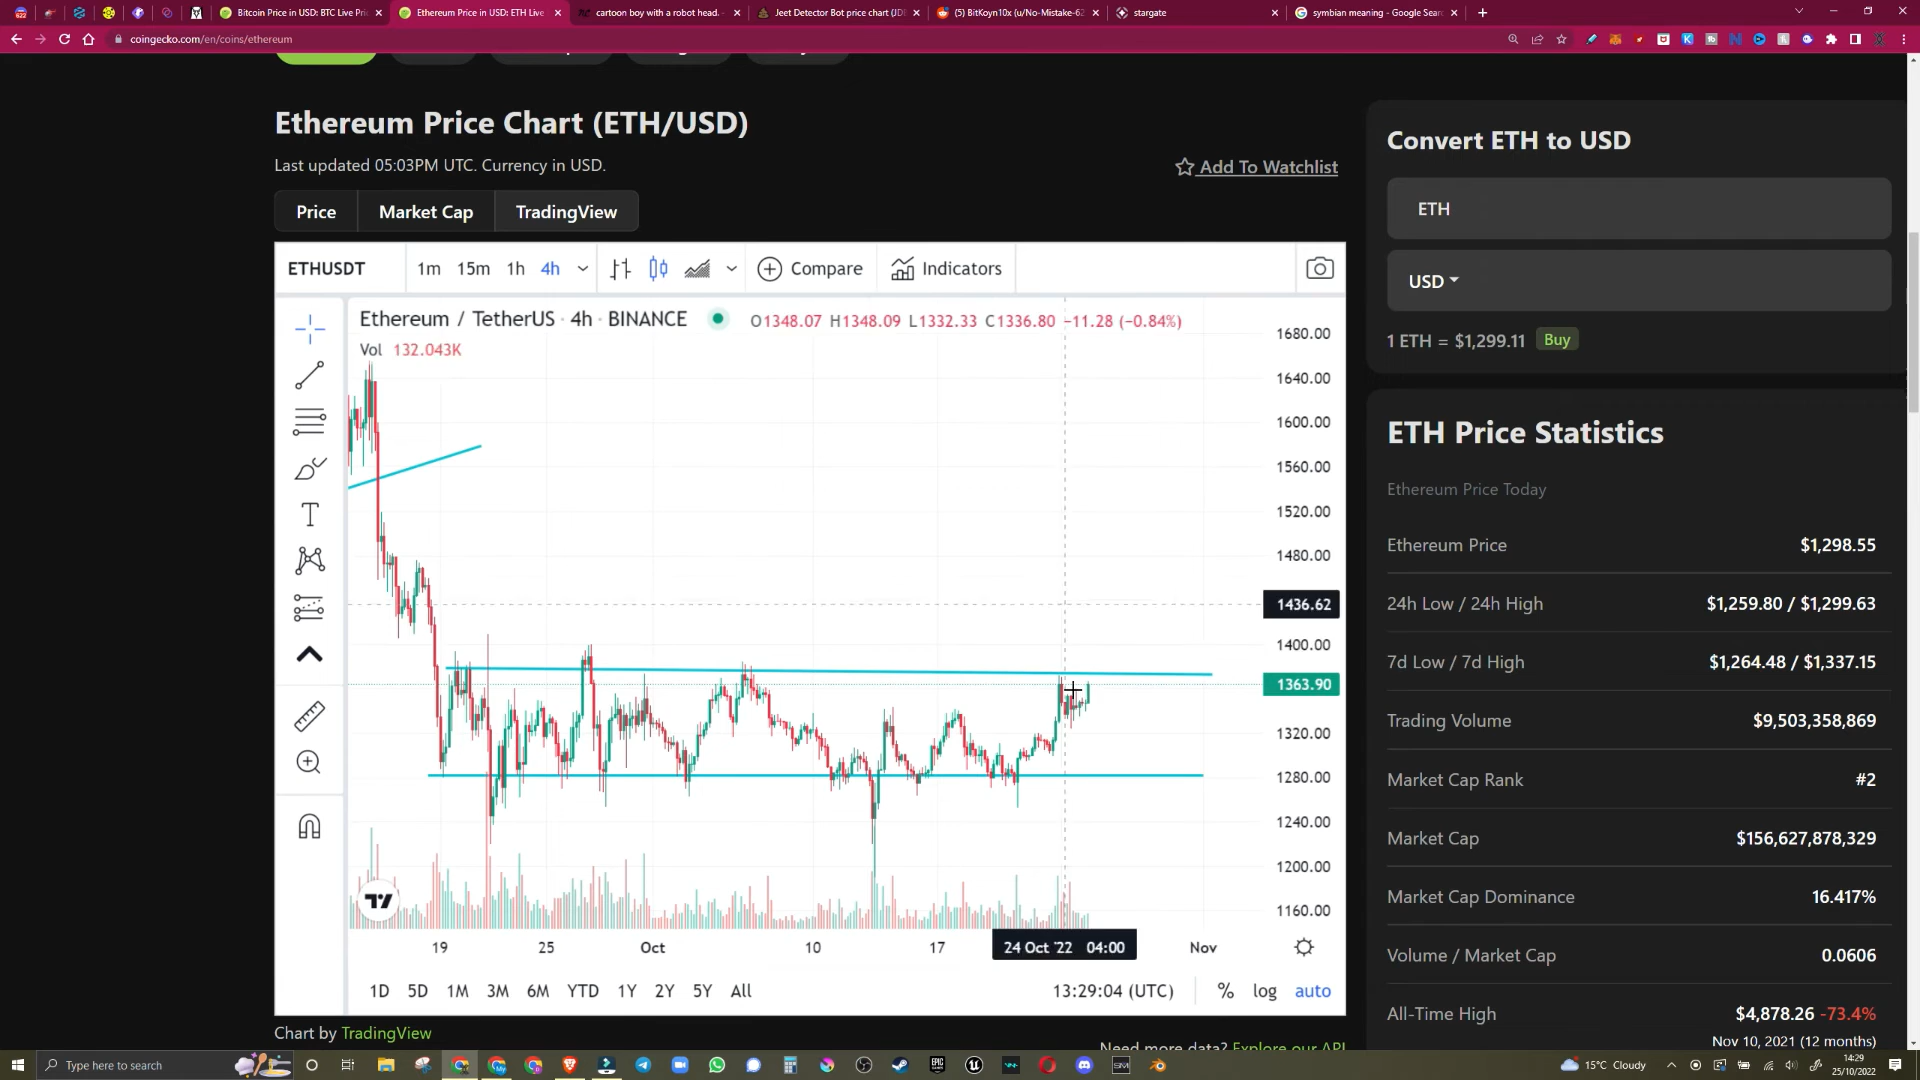 622
Bitcoin Price in USD: BTC Live Pri
Ethereum Price in USD: ETH Live
cartoon boy with a robot head. -
Jeet Detector Bot price chart (JD
(5) BitKoyn10x (u/No-Mistake-62
stargate
symbian meaning - Google Sear
coingecko.com/en/coins/ethereum
Ethereum Price Chart (ETH/USD)
Last updated 05:03PM UTC. Currency in USD.
Add To Watchlist
Price
Market Cap
TradingView
ETHUSDT
1m
15m
1h
4h
Compare
Indicators
Ethereum / TetherUS · 4h · BINANCE
O1348.07 H1348.09 L1332.33 C1336.80 −11.28 (−0.84%)
Vol 132.043K
1680.00
1640.00
1600.00
1560.00
1520.00
1480.00
1436.62
1400.00
1363.90
1320.00
1280.00
1240.00
1200.00
1160.00
19
25
Oct
10
17
24 Oct '22 04:00
Nov
1D
5D
1M
3M
6M
YTD
1Y
2Y
5Y
All
13:29:04 (UTC)
%
log
auto
Chart by TradingView
Need more data? Explore our API
Convert ETH to USD
ETH
USD
1 ETH = $1,299.11
Buy
ETH Price Statistics
Ethereum Price Today
Ethereum Price
$1,298.55
24h Low / 24h High
$1,259.80 / $1,299.63
7d Low / 7d High
$1,264.48 / $1,337.15
Trading Volume
$9,503,358,869
Market Cap Rank
#2
Market Cap
$156,627,878,329
Market Cap Dominance
16.417%
Volume / Market Cap
0.0606
All-Time High
$4,878.26 -73.4%
Nov 10, 2021 (12 months)
Type here to search
15°C Cloudy
14:29
25/10/2022